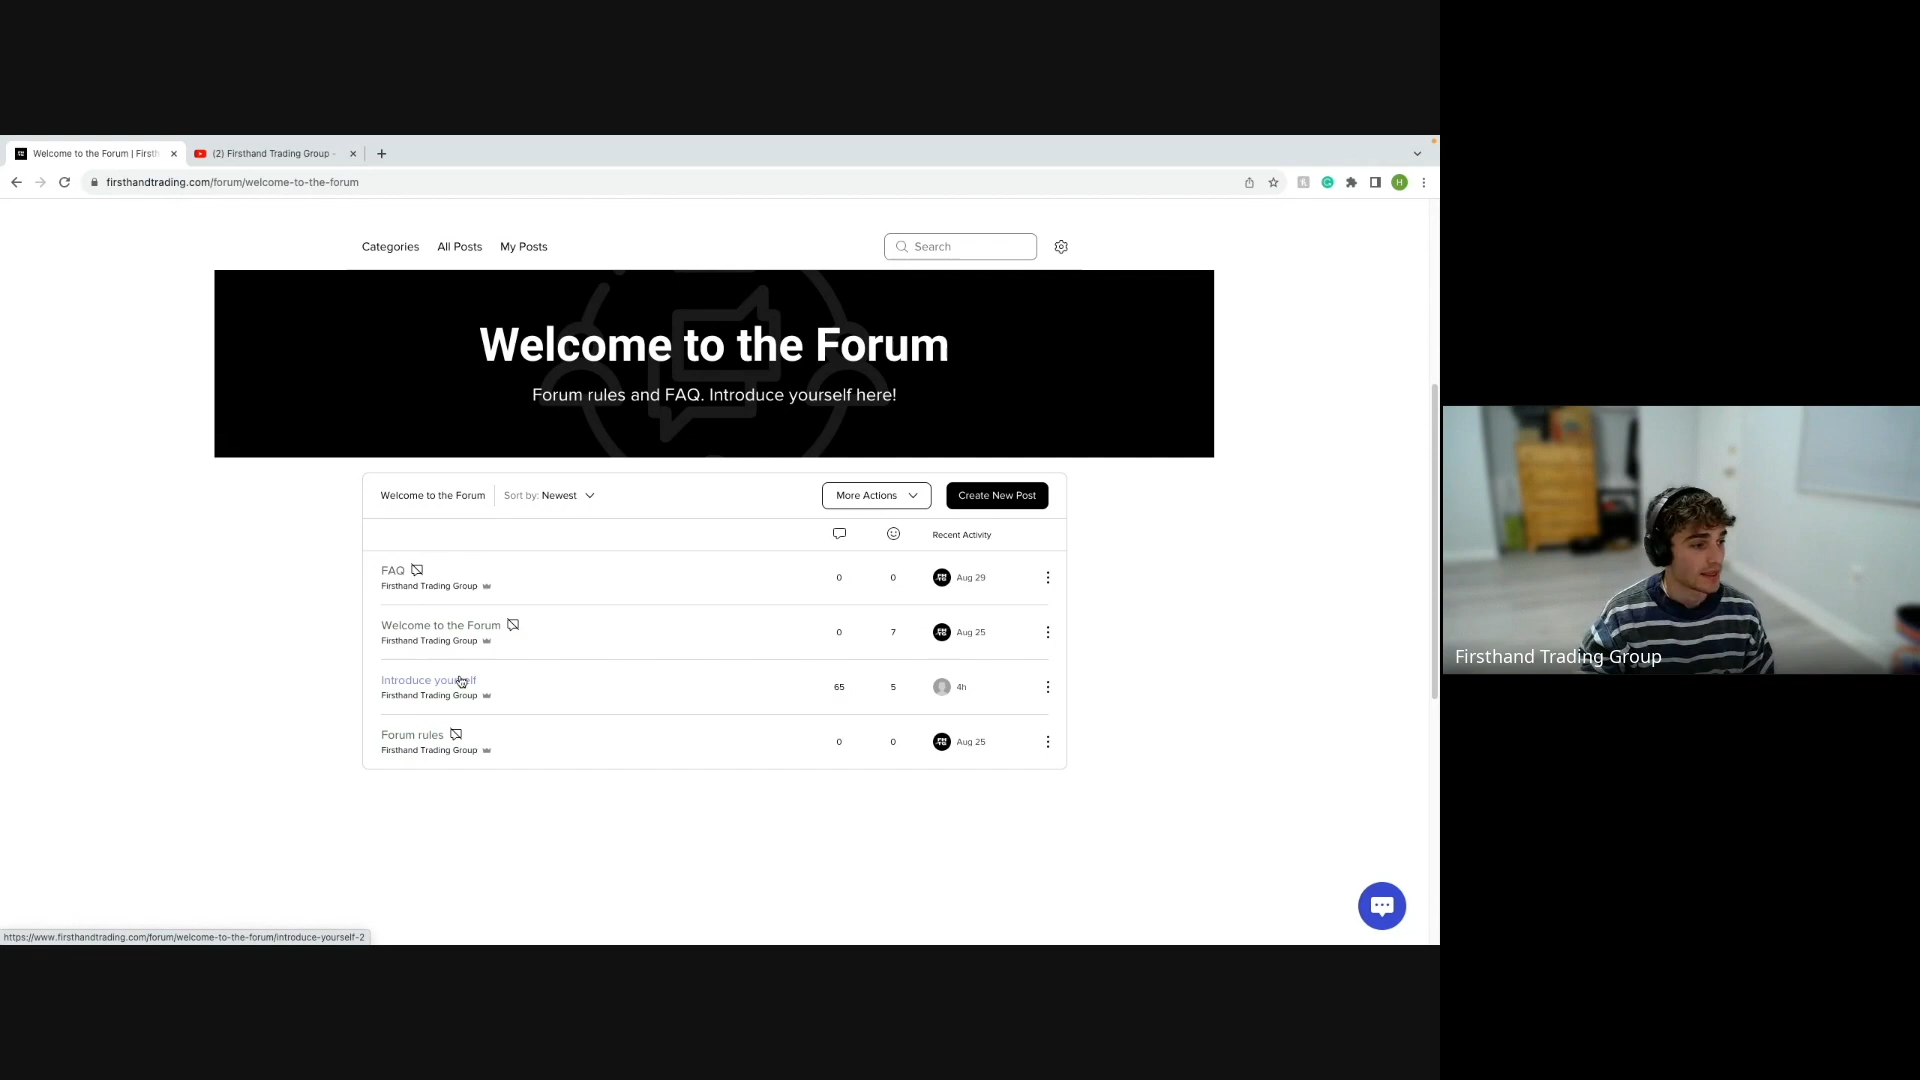 Welcome to the Forum | Firsth
(2) Firsthand Trading Group -
firsthandtrading.com/forum/welcome-to-the-forum
H
Categories All Posts My Posts
Search
Welcome to the Forum
Forum rules and FAQ. Introduce yourself here!
Welcome to the Forum Sort by: Newest More Actions Create New Post
Recent Activity
FAQ
Firsthand Trading Group
0 0 Aug 29
Welcome to the Forum
Firsthand Trading Group
0 7 Aug 25
Introduce yourself
Firsthand Trading Group
65 5 4h
Forum rules
Firsthand Trading Group
0 0 Aug 25
https://www.firsthandtrading.com/forum/welcome-to-the-forum/introduce-yourself-2
Firsthand Trading Group